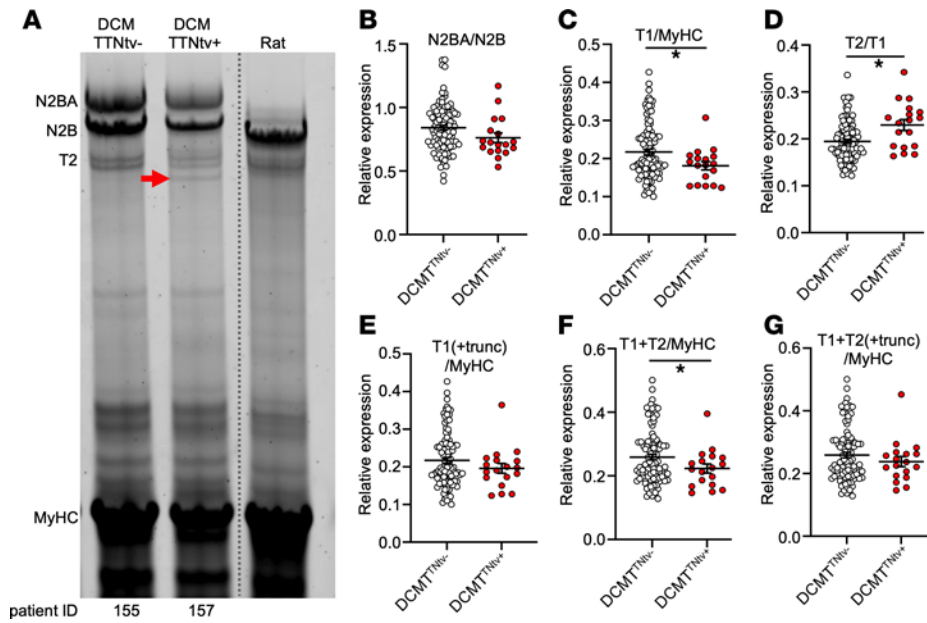 A
DCM
TTNtv-
DCM
TTNtv+
Rat
N2BA
N2B
T2
MyHC
patient ID 155 157
B
N2BA/N2B
Relative expression
1.5
1.0
0.5
0.0
DCMT^TNtv-
DCMT^TNtv+
C
T1/MyHC
*
Relative expression
0.5
0.4
0.3
0.2
0.1
0.0
DCMT^TNtv-
DCMT^TNtv+
D
T2/T1
*
Relative expression
0.4
0.3
0.2
0.1
0.0
DCMT^TNtv-
DCMT^TNtv+
E
T1(+trunc)
/MyHC
Relative expression
0.5
0.4
0.3
0.2
0.1
0.0
DCMT^TNtv-
DCMT^TNtv+
F
T1+T2/MyHC
*
Relative expression
0.6
0.4
0.2
0.0
DCMT^TNtv-
DCMT^TNtv+
G
T1+T2(+trunc)
/MyHC
Relative expression
0.6
0.4
0.2
0.0
DCMT^TNtv-
DCMT^TNtv+